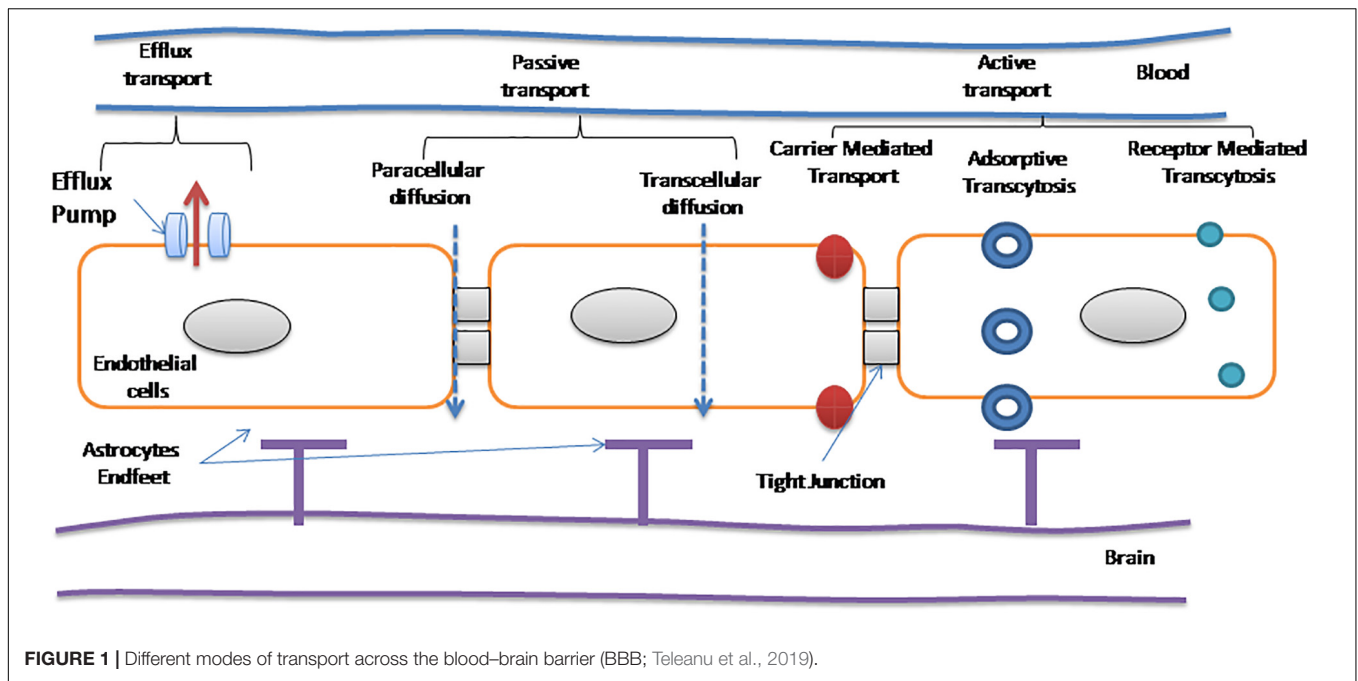 Efflux
transport
Passive
transport
Active
transport
Blood
Efflux
Pump
Paracellular
diffusion
Transcellular
diffusion
Carrier Mediated
Transport
Adsorptive
Transcytosis
Receptor Mediated
Transcytosis
Endothelial
cells
Astrocytes
Endfeet
Tight Junction
Brain
FIGURE 1 | Different modes of transport across the blood–brain barrier (BBB; Teleanu et al., 2019).